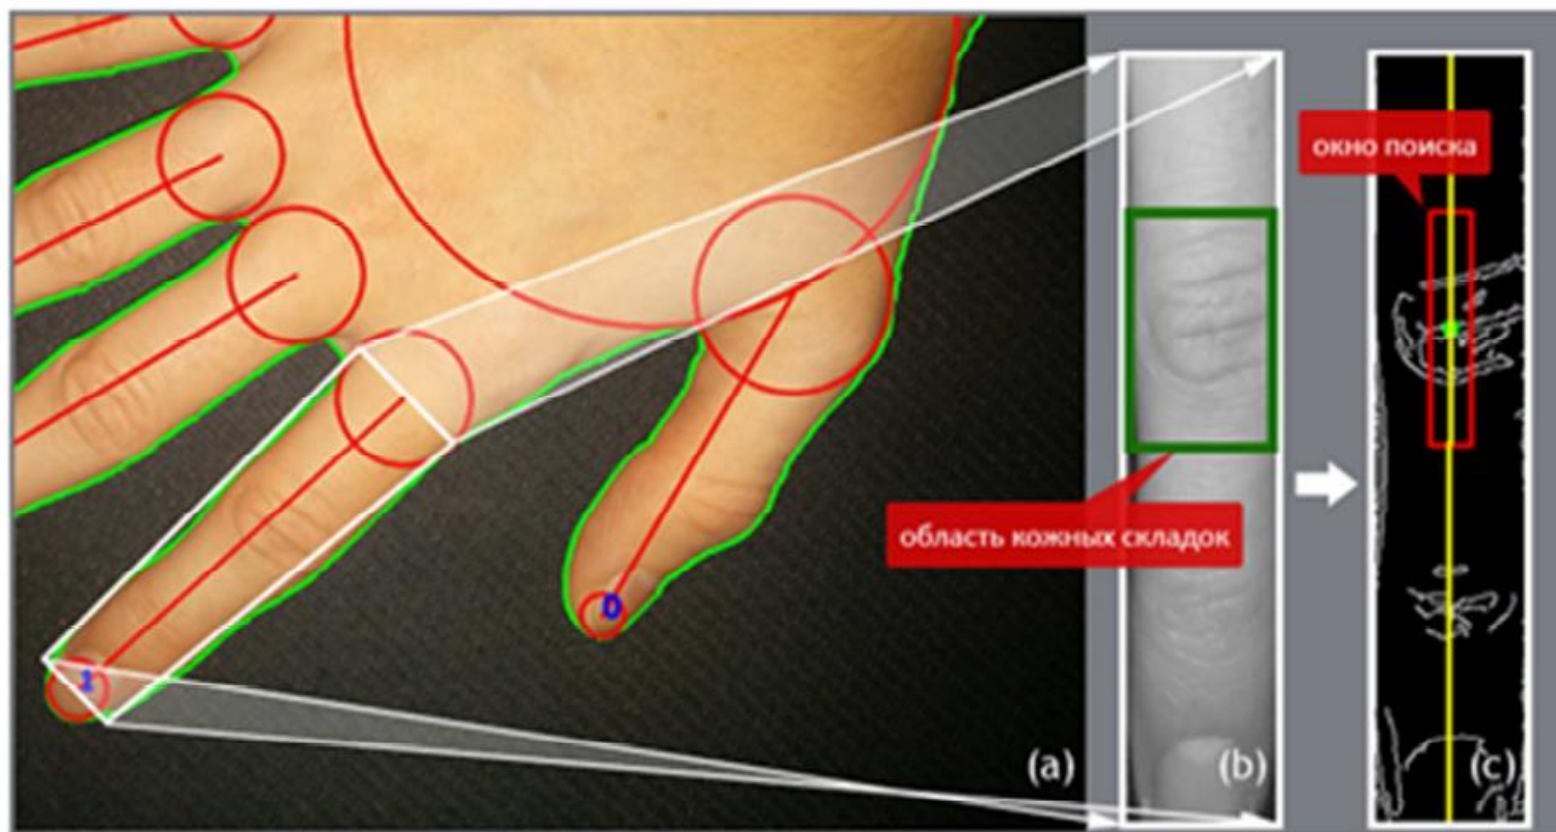 окно поиска
область кожных складок
0
1
(a)
(b)
(c)